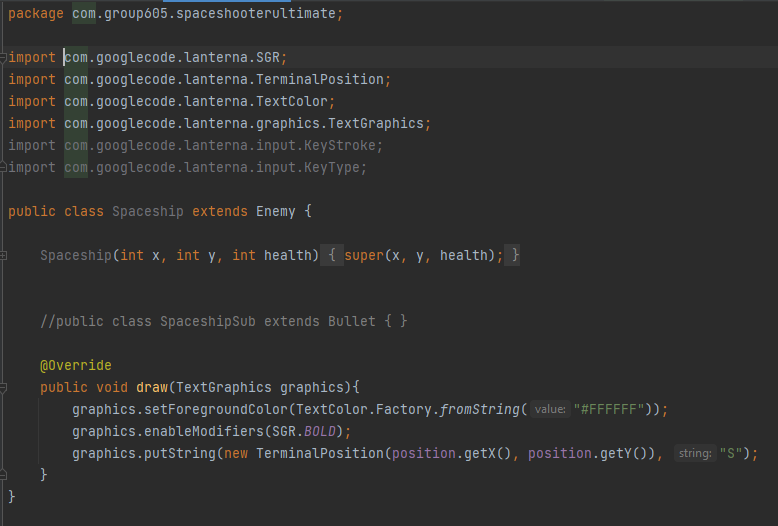 package com.group605.spaceshooterultimate;
import com.googlecode.lanterna.SGR;
import com.googlecode.lanterna.TerminalPosition;
import com.googlecode.lanterna.TextColor;
import com.googlecode.lanterna.graphics.TextGraphics;
import com.googlecode.lanterna.input.KeyStroke;
import com.googlecode.lanterna.input.KeyType;
public class Spaceship extends Enemy {
Spaceship(int x, int y, int health) { super(x, y, health); }
//public class SpaceshipSub extends Bullet { }
@Override
public void draw(TextGraphics graphics){
graphics.setForegroundColor(TextColor.Factory.fromString( value: "#FFFFFF"));
graphics.enableModifiers(SGR.BOLD);
graphics.putString(new TerminalPosition(position.getX(), position.getY()), string: "S");
}
}